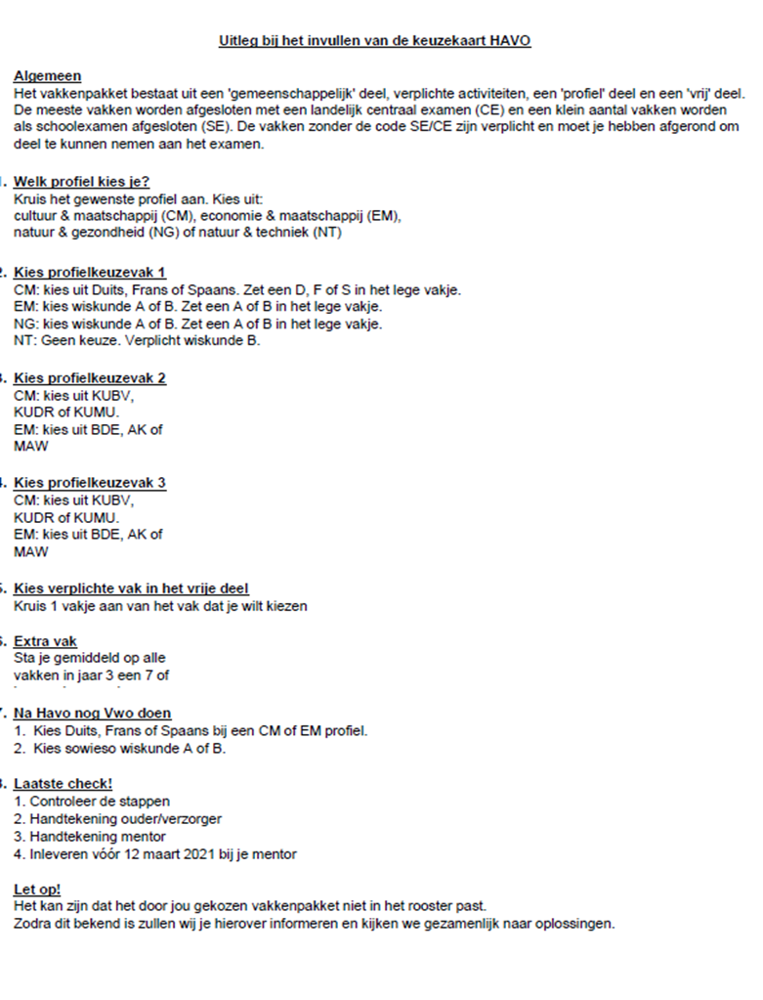 Uitleg bij het invullen van de keuzekaart HAVO
Algemeen
Het vakkenpakket bestaat uit een 'gemeenschappelijk' deel, verplichte activiteiten, een 'profiel' deel en een 'vrij' deel.
De meeste vakken worden afgesloten met een landelijk centraal examen (CE) en een klein aantal vakken worden
als schoolexamen afgesloten (SE). De vakken zonder de code SE/CE zijn verplicht en moet je hebben afgerond om
deel te kunnen nemen aan het examen.
1. Welk profiel kies je?
Kruis het gewenste profiel aan. Kies uit:
cultuur & maatschappij (CM), economie & maatschappij (EM),
natuur & gezondheid (NG) of natuur & techniek (NT)
2. Kies profielkeuzevak 1
CM: kies uit Duits, Frans of Spaans. Zet een D, F of S in het lege vakje.
EM: kies wiskunde A of B. Zet een A of B in het lege vakje.
NG: kies wiskunde A of B. Zet een A of B in het lege vakje.
NT: Geen keuze. Verplicht wiskunde B.
3. Kies profielkeuzevak 2
CM: kies uit KUBV,
KUDR of KUMU.
EM: kies uit BDE, AK of
MAW
4. Kies profielkeuzevak 3
CM: kies uit KUBV,
KUDR of KUMU.
EM: kies uit BDE, AK of
MAW
5. Kies verplichte vak in het vrije deel
Kruis 1 vakje aan van het vak dat je wilt kiezen
6. Extra vak
Sta je gemiddeld op alle
vakken in jaar 3 een 7 of
7. Na Havo nog Vwo doen
1. Kies Duits, Frans of Spaans bij een CM of EM profiel.
2. Kies sowieso wiskunde A of B.
8. Laatste check!
1. Controleer de stappen
2. Handtekening ouder/verzorger
3. Handtekening mentor
4. Inleveren vóór 12 maart 2021 bij je mentor
Let op!
Het kan zijn dat het door jou gekozen vakkenpakket niet in het rooster past.
Zodra dit bekend is zullen wij je hierover informeren en kijken we gezamenlijk naar oplossingen.